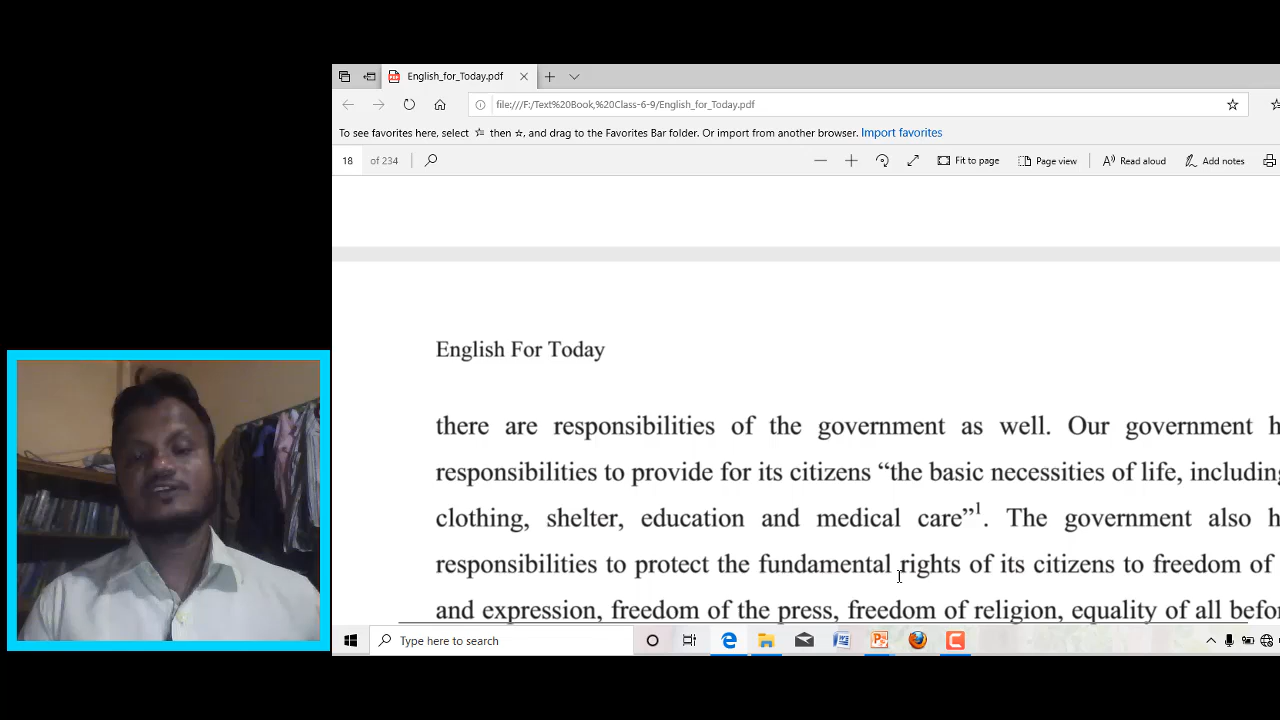 English_for_Today.pdf
file:///F:/Text%20Book,%20Class-6-9/English_for_Today.pdf
To see favorites here, select then, and drag to the Favorites Bar folder. Or import from another browser. Import favorites
18 of 234 Fit to page Page view Read aloud Add notes
English For Today
there are responsibilities of the government as well. Our government h
responsibilities to provide for its citizens “the basic necessities of life, including
clothing, shelter, education and medical care”1. The government also h
responsibilities to protect the fundamental rights of its citizens to freedom of
and expression, freedom of the press, freedom of religion, equality of all befor
Type here to search